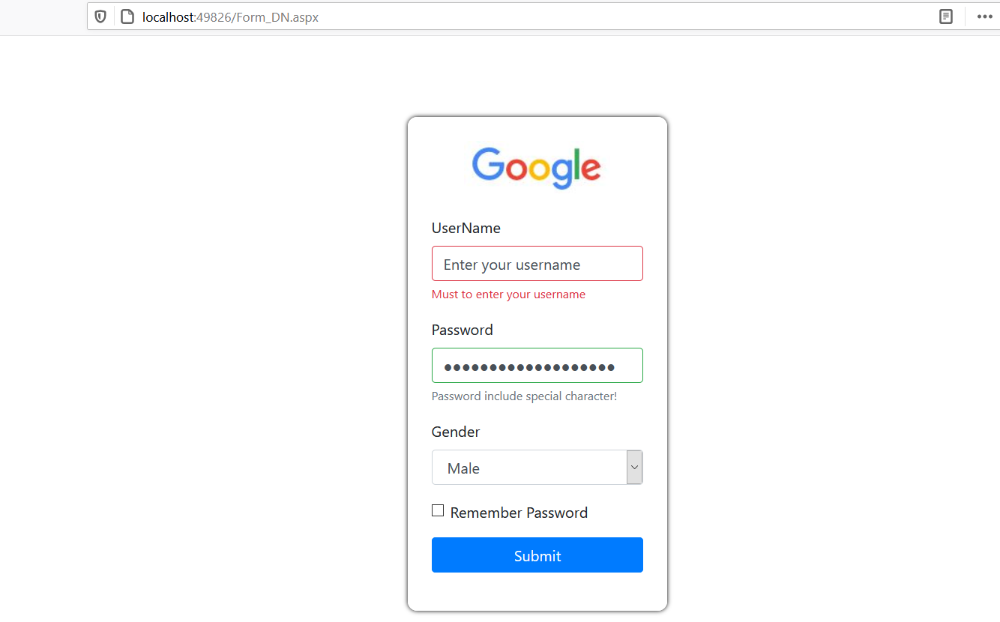 localhost:49826/Form_DN.aspx
Google
UserName
Enter your username
Must to enter your username
Password
●●●●●●●●●●●●●●●●●●●
Password include special character!
Gender
Male
Remember Password
Submit